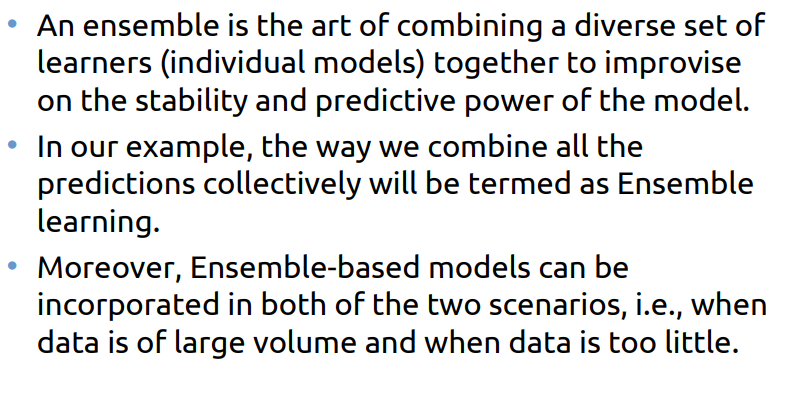 • An ensemble is the art of combining a diverse set of
learners (individual models) together to improvise
on the stability and predictive power of the model.
• In our example, the way we combine all the
predictions collectively will be termed as Ensemble
learning.
• Moreover, Ensemble-based models can be
incorporated in both of the two scenarios, i.e., when
data is of large volume and when data is too little.